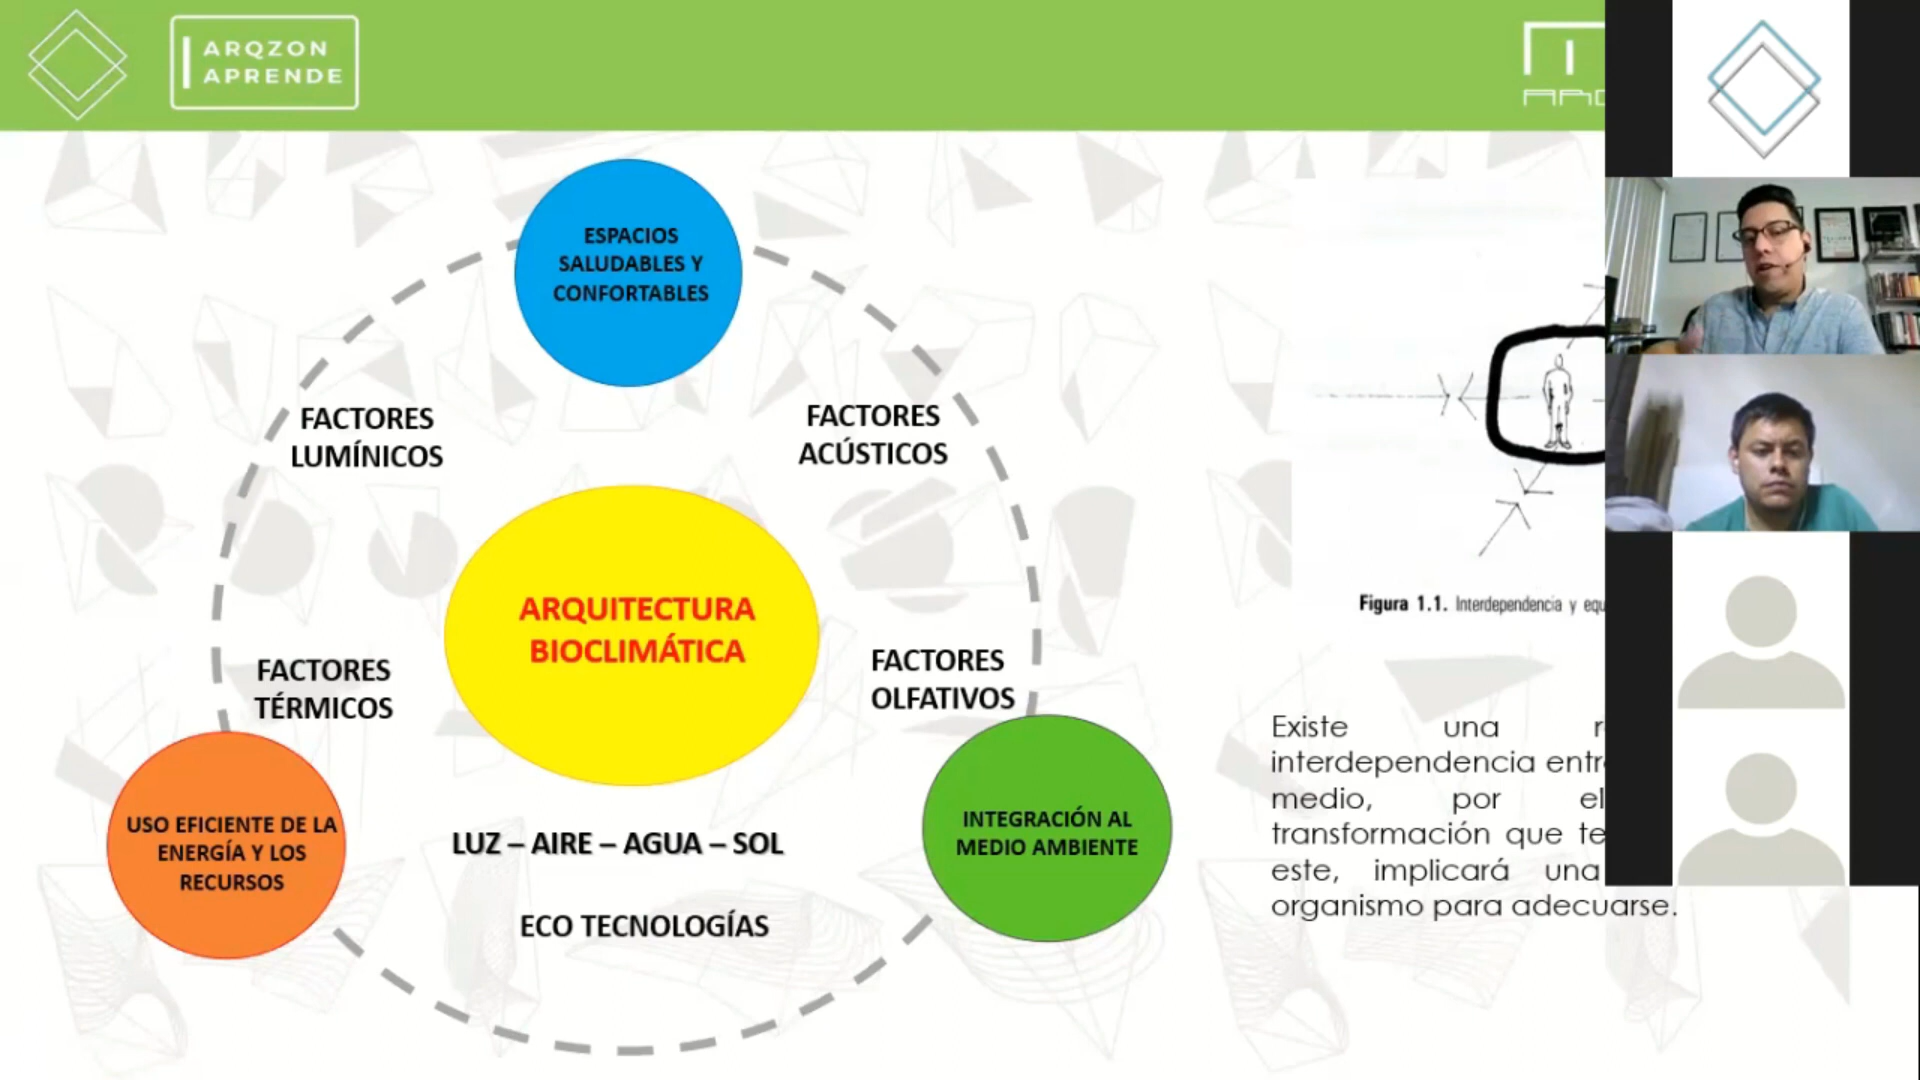 ARQZON
APRENDE
ESPACIOS
SALUDABLES Y
CONFORTABLES
FACTORES
LUMÍNICOS
FACTORES
ACÚSTICOS
ARQUITECTURA
BIOCLIMÁTICA
FACTORES
TÉRMICOS
FACTORES
OLFATIVOS
USO EFICIENTE DE LA
ENERGÍA Y LOS
RECURSOS
LUZ – AIRE – AGUA – SOL
ECO TECNOLOGÍAS
INTEGRACIÓN AL
MEDIO AMBIENTE
Figura 1.1. Interdependencia y
Existe una
interdependencia
medio, por el
transformación que
este, implicará una
organismo para adecuarse.